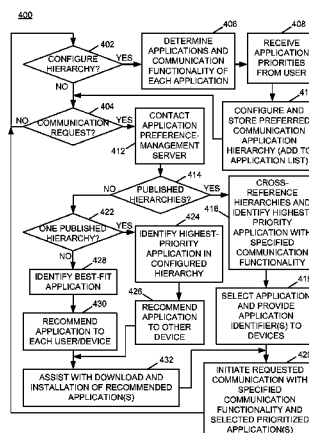 400
402
CONFIGURE
HIERARCHY?
YES
NO
406
DETERMINE
APPLICATIONS AND
COMMUNICATION
FUNCTIONALITY OF
EACH APPLICATION
408
RECEIVE
APPLICATION
PRIORITIES
FROM USER
CONFIGURE AND
STORE PREFERRED
COMMUNICATION
APPLICATION
HIERARCHY (ADD TO
APPLICATION LIST)
404
COMMUNICATION
REQUEST?
YES
NO
CONTACT
APPLICATION
PREFERENCE-
MANAGEMENT
SERVER
412
414
PUBLISHED
HIERARCHIES?
NO
YES
416
CROSS-
REFERENCE
HIERARCHIES AND
IDENTIFY HIGHEST-
PRIORITY
APPLICATION WITH
SPECIFIED
COMMUNICATION
FUNCTIONALITY
422
ONE PUBLISHED
HIERARCHY?
YES
NO
424
IDENTIFY HIGHEST-
PRIORITY
APPLICATION IN
CONFIGURED
HIERARCHY
SELECT APPLICATION
AND PROVIDE
APPLICATION
IDENTIFIER(S) TO
DEVICES
428
IDENTIFY BEST-FIT
APPLICATION
426
RECOMMEND
APPLICATION
TO OTHER
DEVICE
430
RECOMMEND
APPLICATION TO
EACH USER/DEVICE
432
ASSIST WITH DOWNLOAD AND
INSTALLATION OF RECOMMENDED
APPLICATION(S)
INITIATE REQUESTED
COMMUNICATION WITH
SPECIFIED
COMMUNICATION
FUNCTIONALITY AND
SELECTED PRIORITIZED
APPLICATION(S)